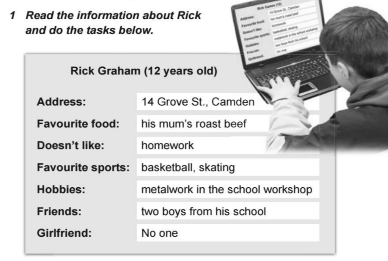 1 Read the information about Rick
and do the tasks below.
Rick Graham (12 years old)
Address: 14 Grove St., Camden
Favourite food: his mum's roast beef
Doesn't like: homework
Favourite sports: basketball, skating
Hobbies: metalwork in the school workshop
Friends: two boys from his school
Girlfriend: No one